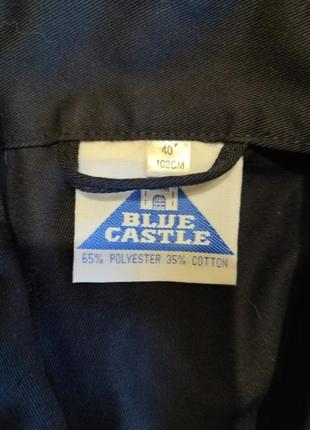 40"
102CM
BLUE
CASTLE
65% POLYESTER 35% COTTON